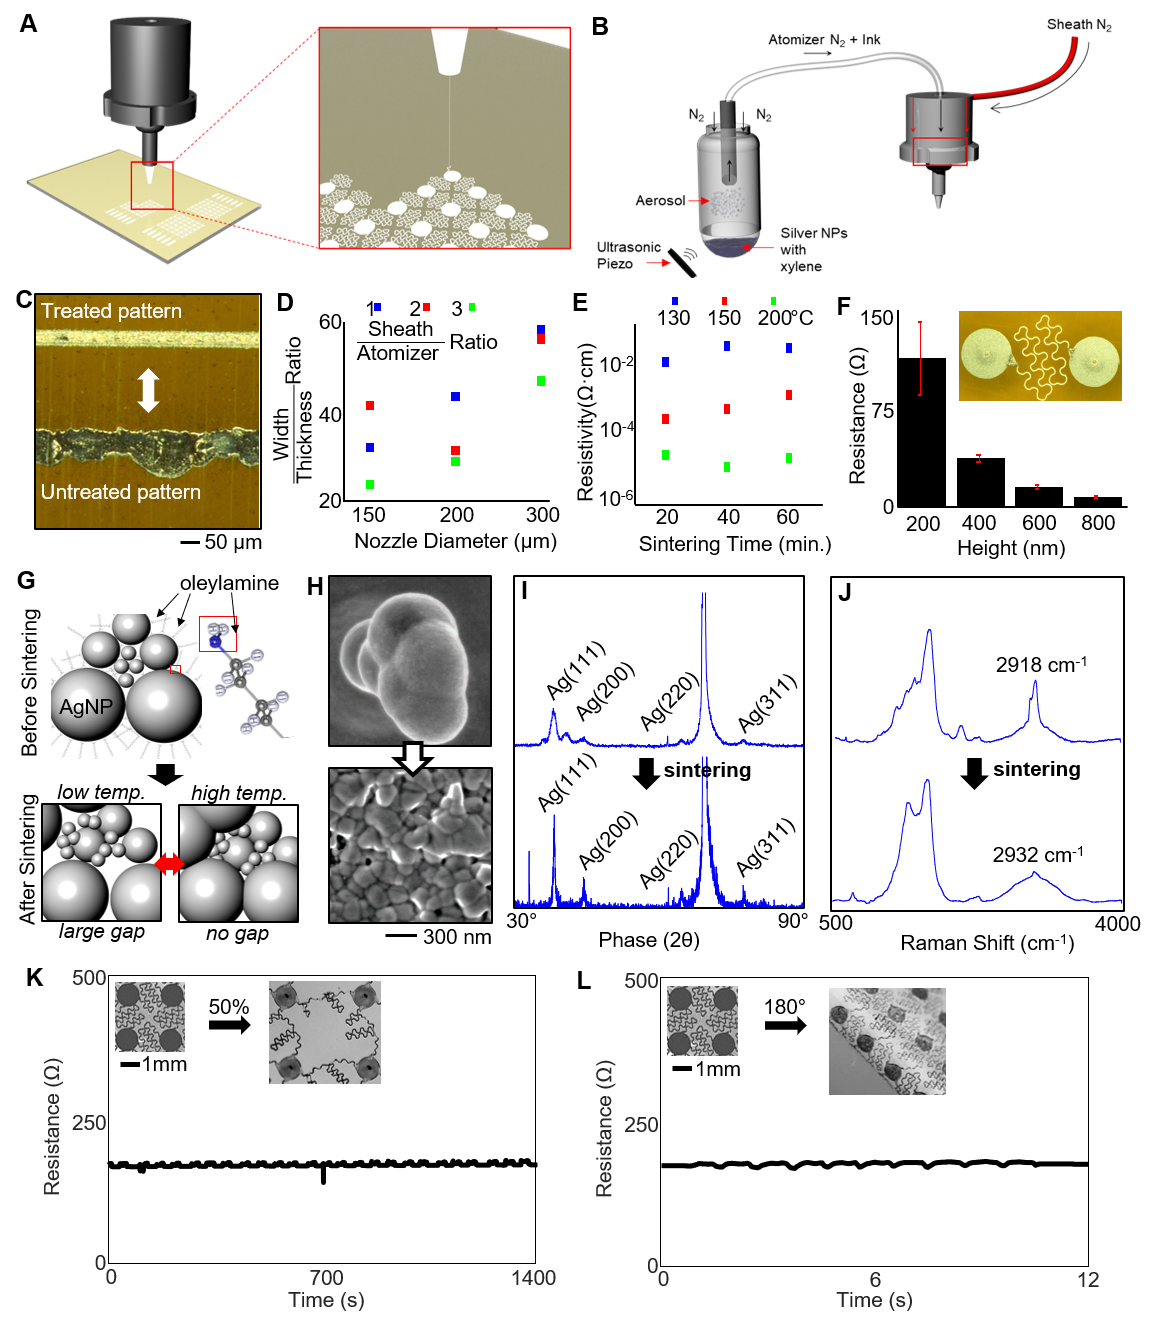 A
B
Sheath N2
Atomizer N2 + Ink
N2
N2
Aerosol
Ultrasonic
Piezo
Silver NPs
with
xylene
C
Treated pattern
Untreated pattern
50 µm
D
1 2 3
Sheath
Atomizer
Ratio
60
40
20
Width
Thickness
Ratio
150 200 300
Nozzle Diameter (µm)
E
130 150 200°C
10-2
10-4
10-6
Resistivity(Ω·cm)
20 40 60
Sintering Time (min.)
F
150
75
0
Resistance (Ω)
200 400 600 800
Height (nm)
G
oleylamine
Before Sintering
AgNP
After Sintering
low temp.
high temp.
large gap
no gap
H
300 nm
I
Ag(111)
Ag(200)
Ag(220)
Ag(311)
sintering
Ag(111)
Ag(200)
Ag(220)
Ag(311)
30°
90°
Phase (2θ)
J
2918 cm-1
sintering
2932 cm-1
500
4000
Raman Shift (cm-1)
K
500
250
0
Resistance (Ω)
50%
1mm
0 700 1400
Time (s)
L
500
250
0
Resistance (Ω)
180°
1mm
0 6 12
Time (s)